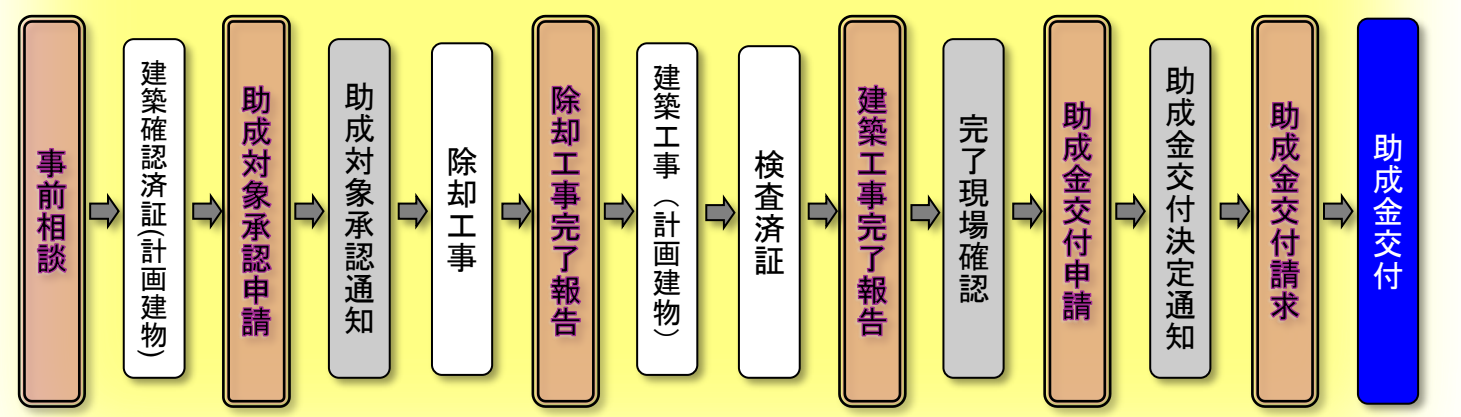 事前相談
建築確認済証(計画建物)
助成対象承認申請
助成対象承認通知
除却工事
除却工事完了報告
建築工事(計画建物)
検査済証
建築工事完了報告
完了現場確認
助成金交付申請
助成金交付決定通知
助成金交付請求
助成金交付